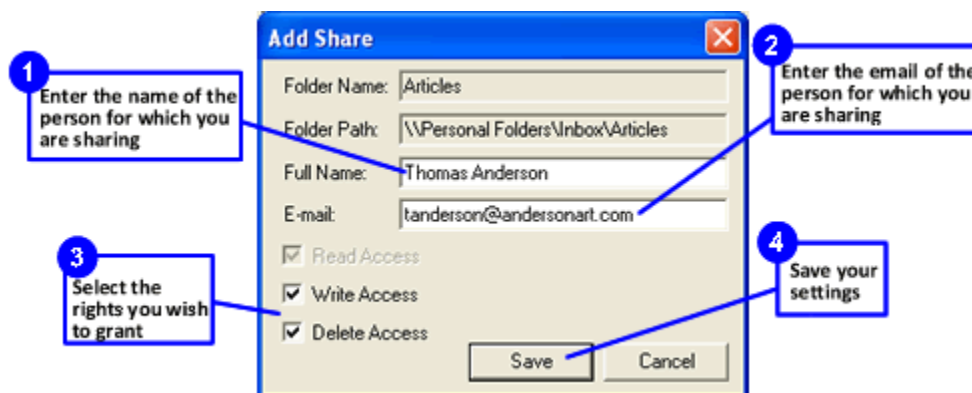 Add Share
1
Enter the name of the
person for which you
are sharing
2
Enter the email of the
person for which you
are sharing
Folder Name: Articles
Folder Path: \\Personal Folders\Inbox\Articles
Full Name: Thomas Anderson
E-mail: tanderson@andersonart.com
Read Access
Write Access
Delete Access
3
Select the
rights you wish
to grant
4
Save your
settings
Save Cancel